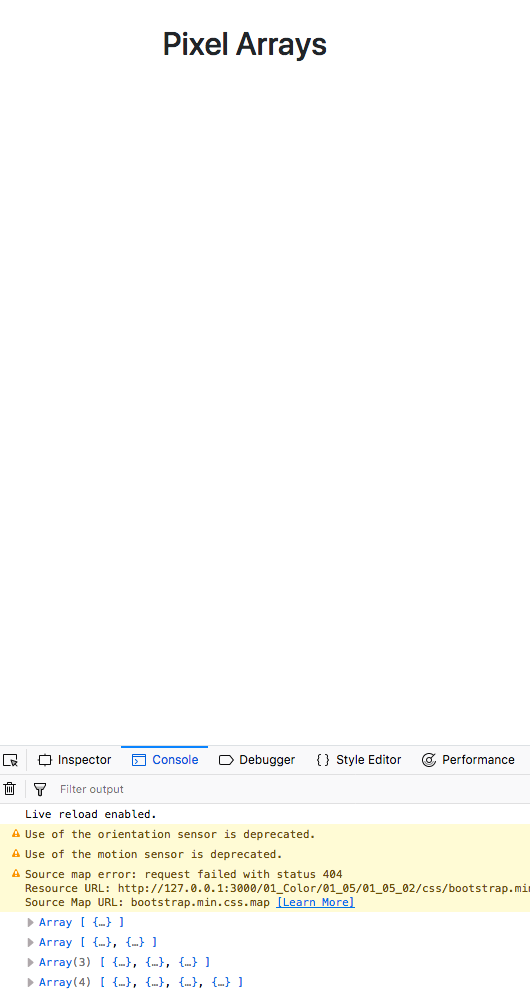 Pixel Arrays
Inspector Console Debugger {} Style Editor Performance
Filter output
Live reload enabled.
Use of the orientation sensor is deprecated.
Use of the motion sensor is deprecated.
Source map error: request failed with status 404
Resource URL: http://127.0.0.1:3000/01_Color/01_05/01_05_02/css/bootstrap.min
Source Map URL: bootstrap.min.css.map [Learn More]
Array [ {…} ]
Array [ {…}, {…} ]
Array(3) [ {…}, {…}, {…} ]
Array(4) [ {…}, {…}, {…}, {…} ]